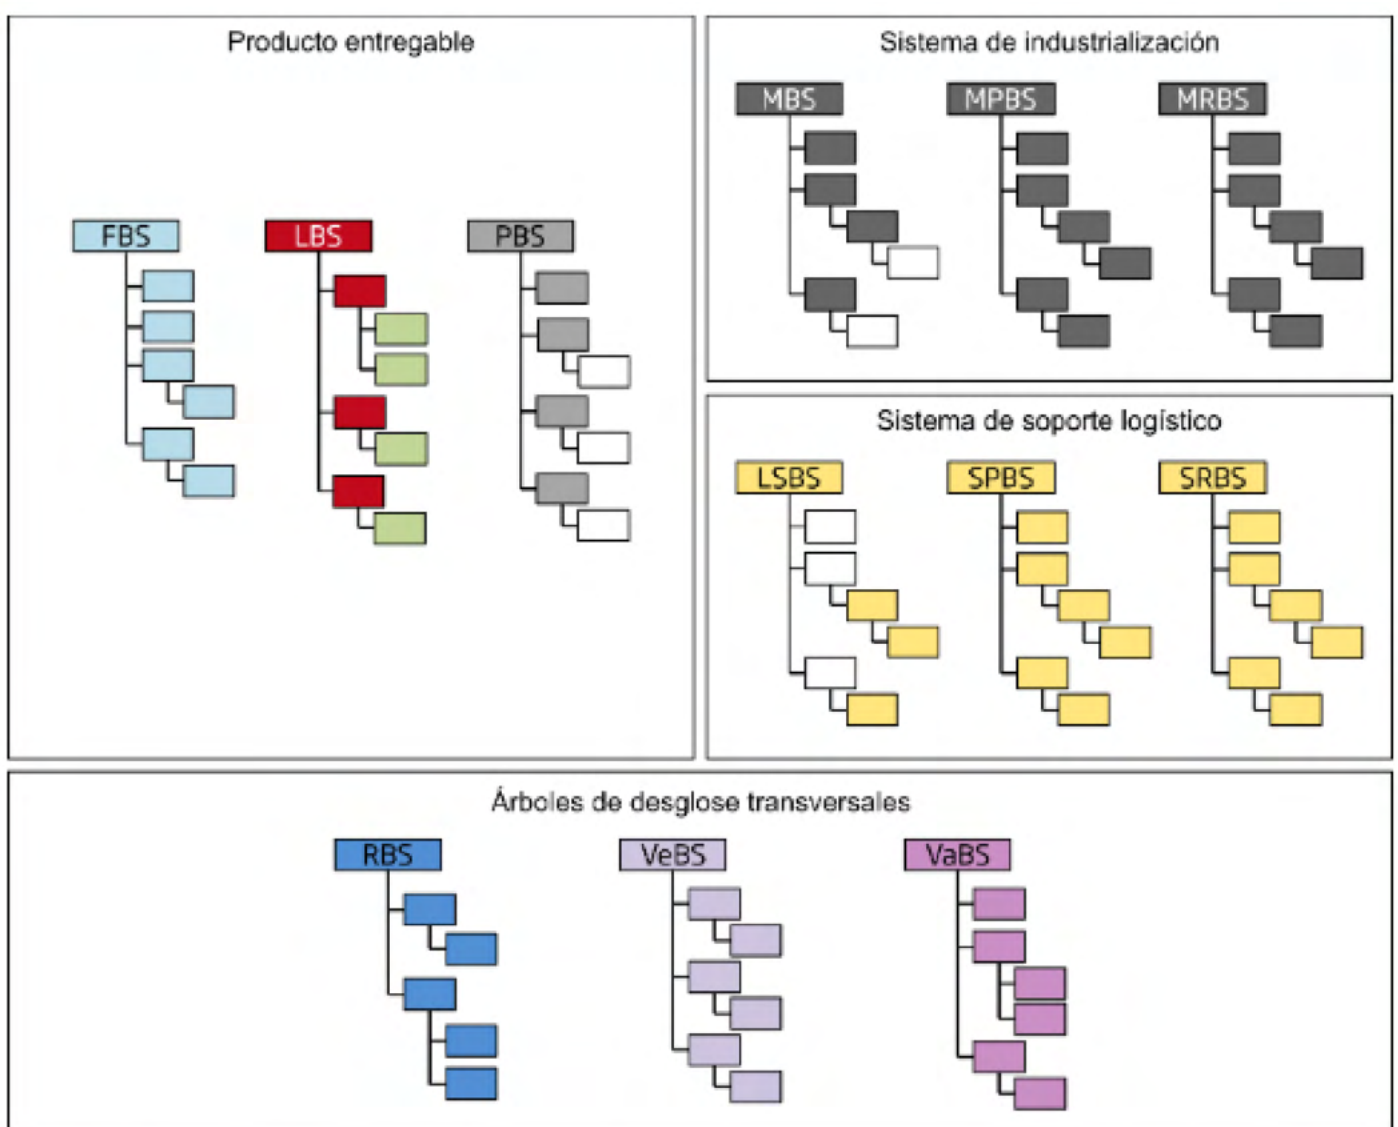 Producto entregable
FBS
LBS
PBS
Sistema de industrialización
MBS
MPBS
MRBS
Sistema de soporte logístico
LSBS
SPBS
SRBS
Árboles de desglose transversales
RBS
VeBS
VaBS